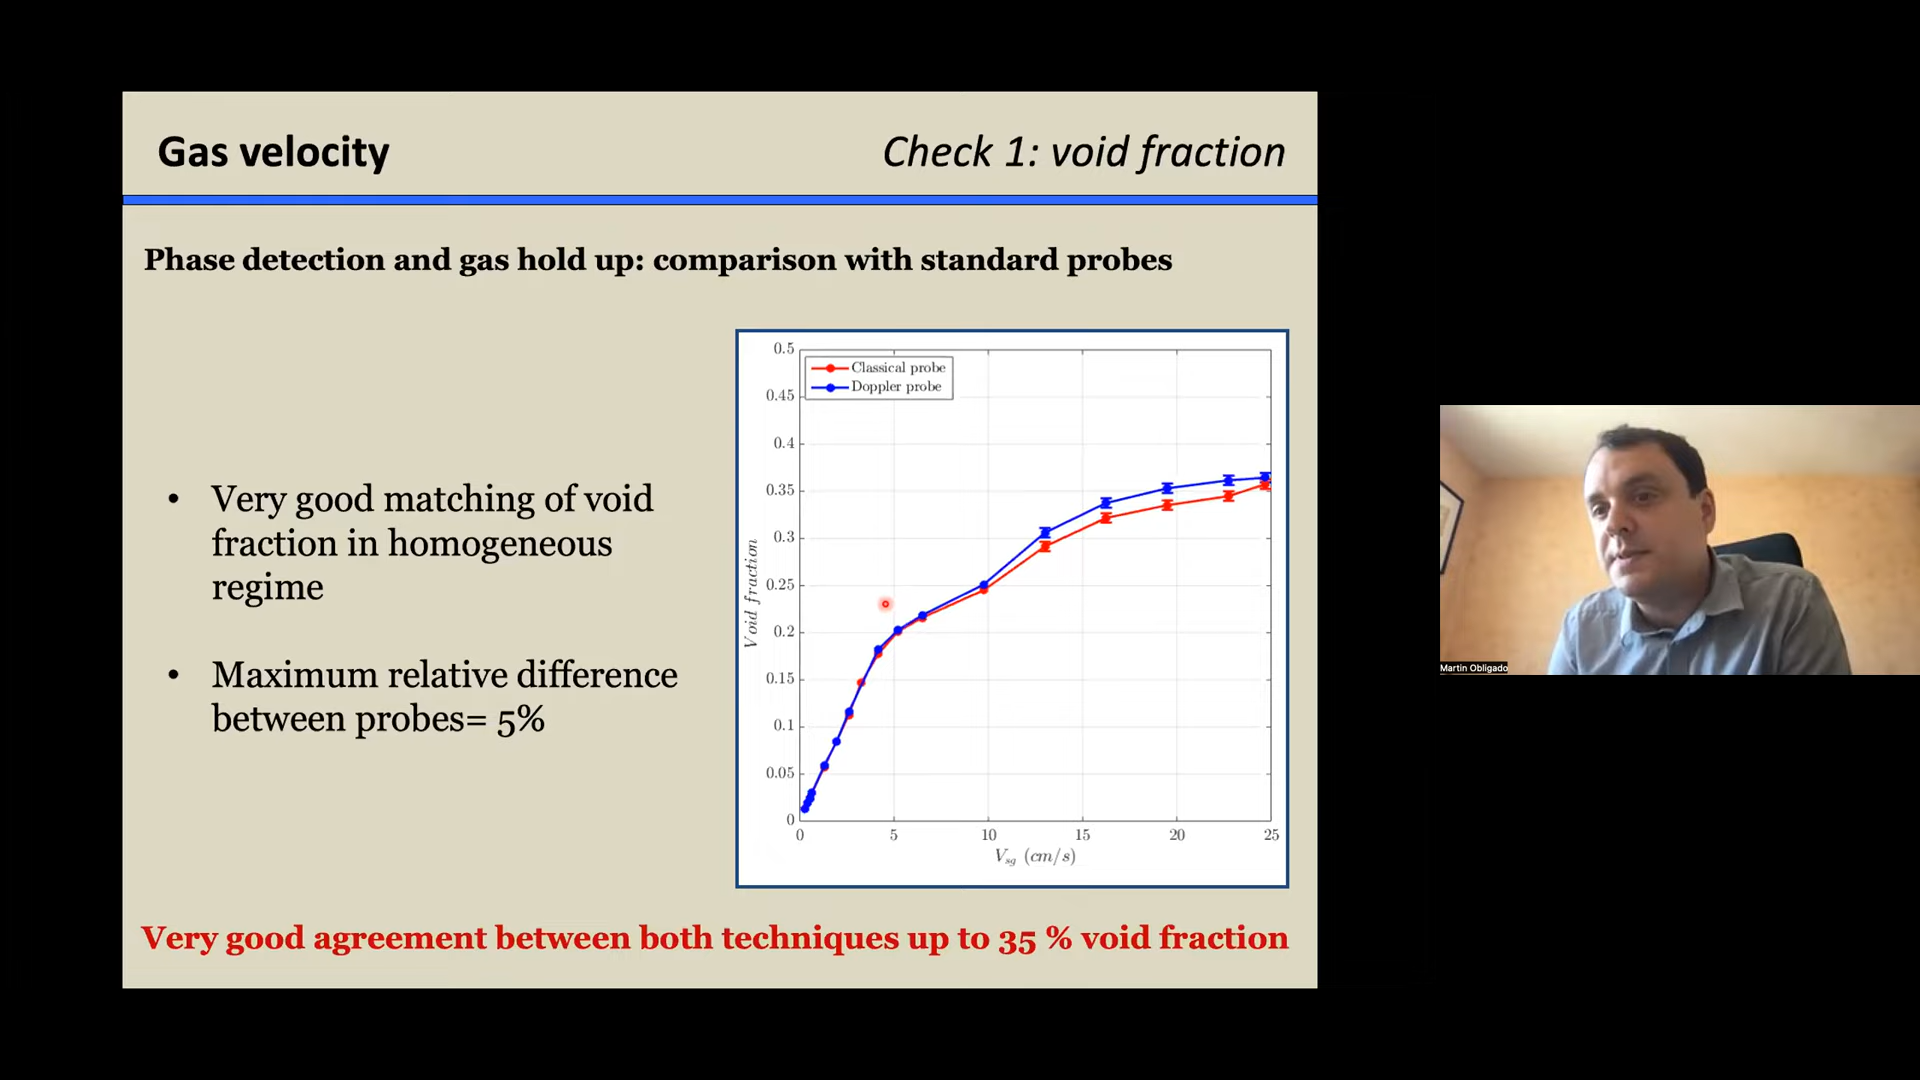 Gas velocity
Check 1: void fraction
Phase detection and gas hold up: comparison with standard probes
• Very good matching of void
fraction in homogeneous
regime
• Maximum relative difference
between probes= 5%
Classical probe
Doppler probe
0.5
0.45
0.4
0.35
0.3
0.25
0.2
0.15
0.1
0.05
0
Void fraction
0 5 10 15 20 25
Vsg (cm/s)
Very good agreement between both techniques up to 35 % void fraction
Martin Obligado